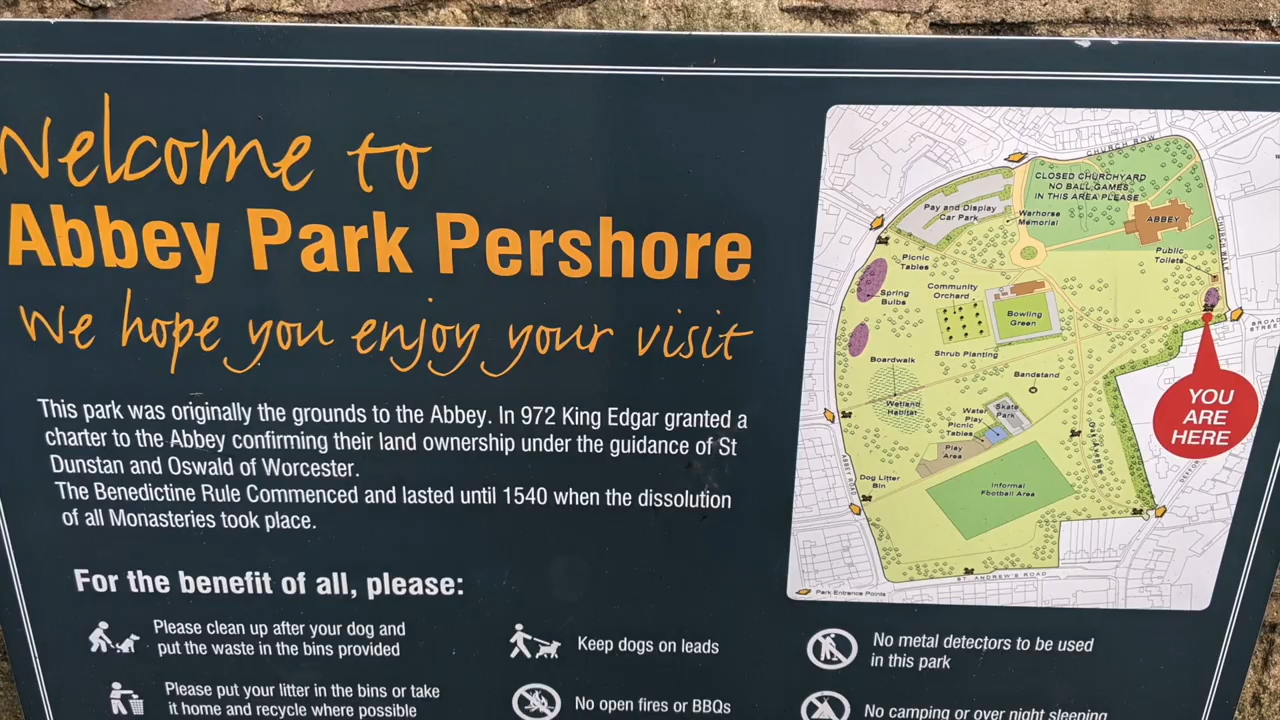 Welcome to
Abbey Park Pershore
We hope you enjoy your visit
This park was originally the grounds to the Abbey. In 972 King Edgar granted a
charter to the Abbey confirming their land ownership under the guidance of St
Dunstan and Oswald of Worcester.
The Benedictine Rule Commenced and lasted until 1540 when the dissolution
of all Monasteries took place.
For the benefit of all, please:
Please clean up after your dog and
put the waste in the bins provided
Keep dogs on leads
No metal detectors to be used
in this park
Please put your litter in the bins or take
it home and recycle where possible
No open fires or BBQs
No camping or over night sleeping
CHURCH ROW
CLOSED CHURCHYARD
NO BALL GAMES
IN THIS AREA PLEASE
Pay and Display
Car Park
Warhorse
Memorial
ABBEY
CHURCH WALK
Public
Toilets
Picnic
Tables
Spring
Bulbs
Community
Orchard
Bowling
Green
BROAD
STREET
Shrub Planting
Boardwalk
Bandstand
Wetland
Habitat
Skate
Park
Water
Play
Picnic
Tables
Play
Area
YOU
ARE
HERE
Dog Litter
Bin
Informal
Football Area
ABBEY ROAD
ST. ANDREW'S ROAD
Park Entrance Points